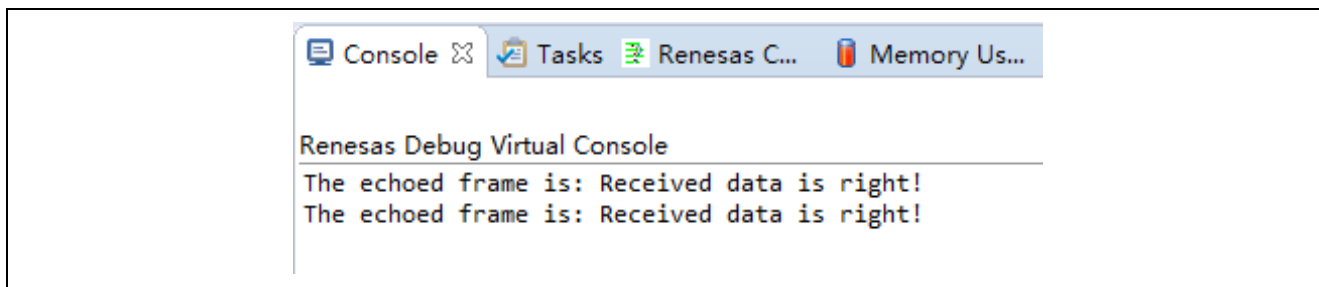 Console Tasks Renesas C... Memory Us...
Renesas Debug Virtual Console
The echoed frame is: Received data is right!
The echoed frame is: Received data is right!